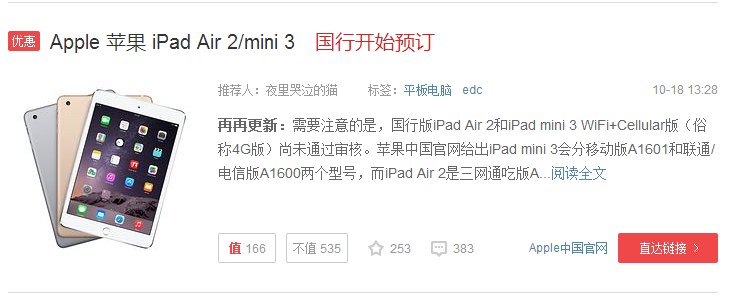 优惠 Apple 苹果 iPad Air 2/mini 3 国行开始预订
推荐人：夜里哭泣的猫 标签：平板电脑 edc 10-18 13:28
再再更新：需要注意的是，国行版iPad Air 2和iPad mini 3 WiFi+Cellular版（俗
称4G版）尚未通过审核。苹果中国官网给出iPad mini 3会分移动版A1601和联通/
电信版A1600两个型号，而iPad Air 2是三网通吃版A...阅读全文
值 166 不值 535 253 383 Apple中国官网 直达链接 >